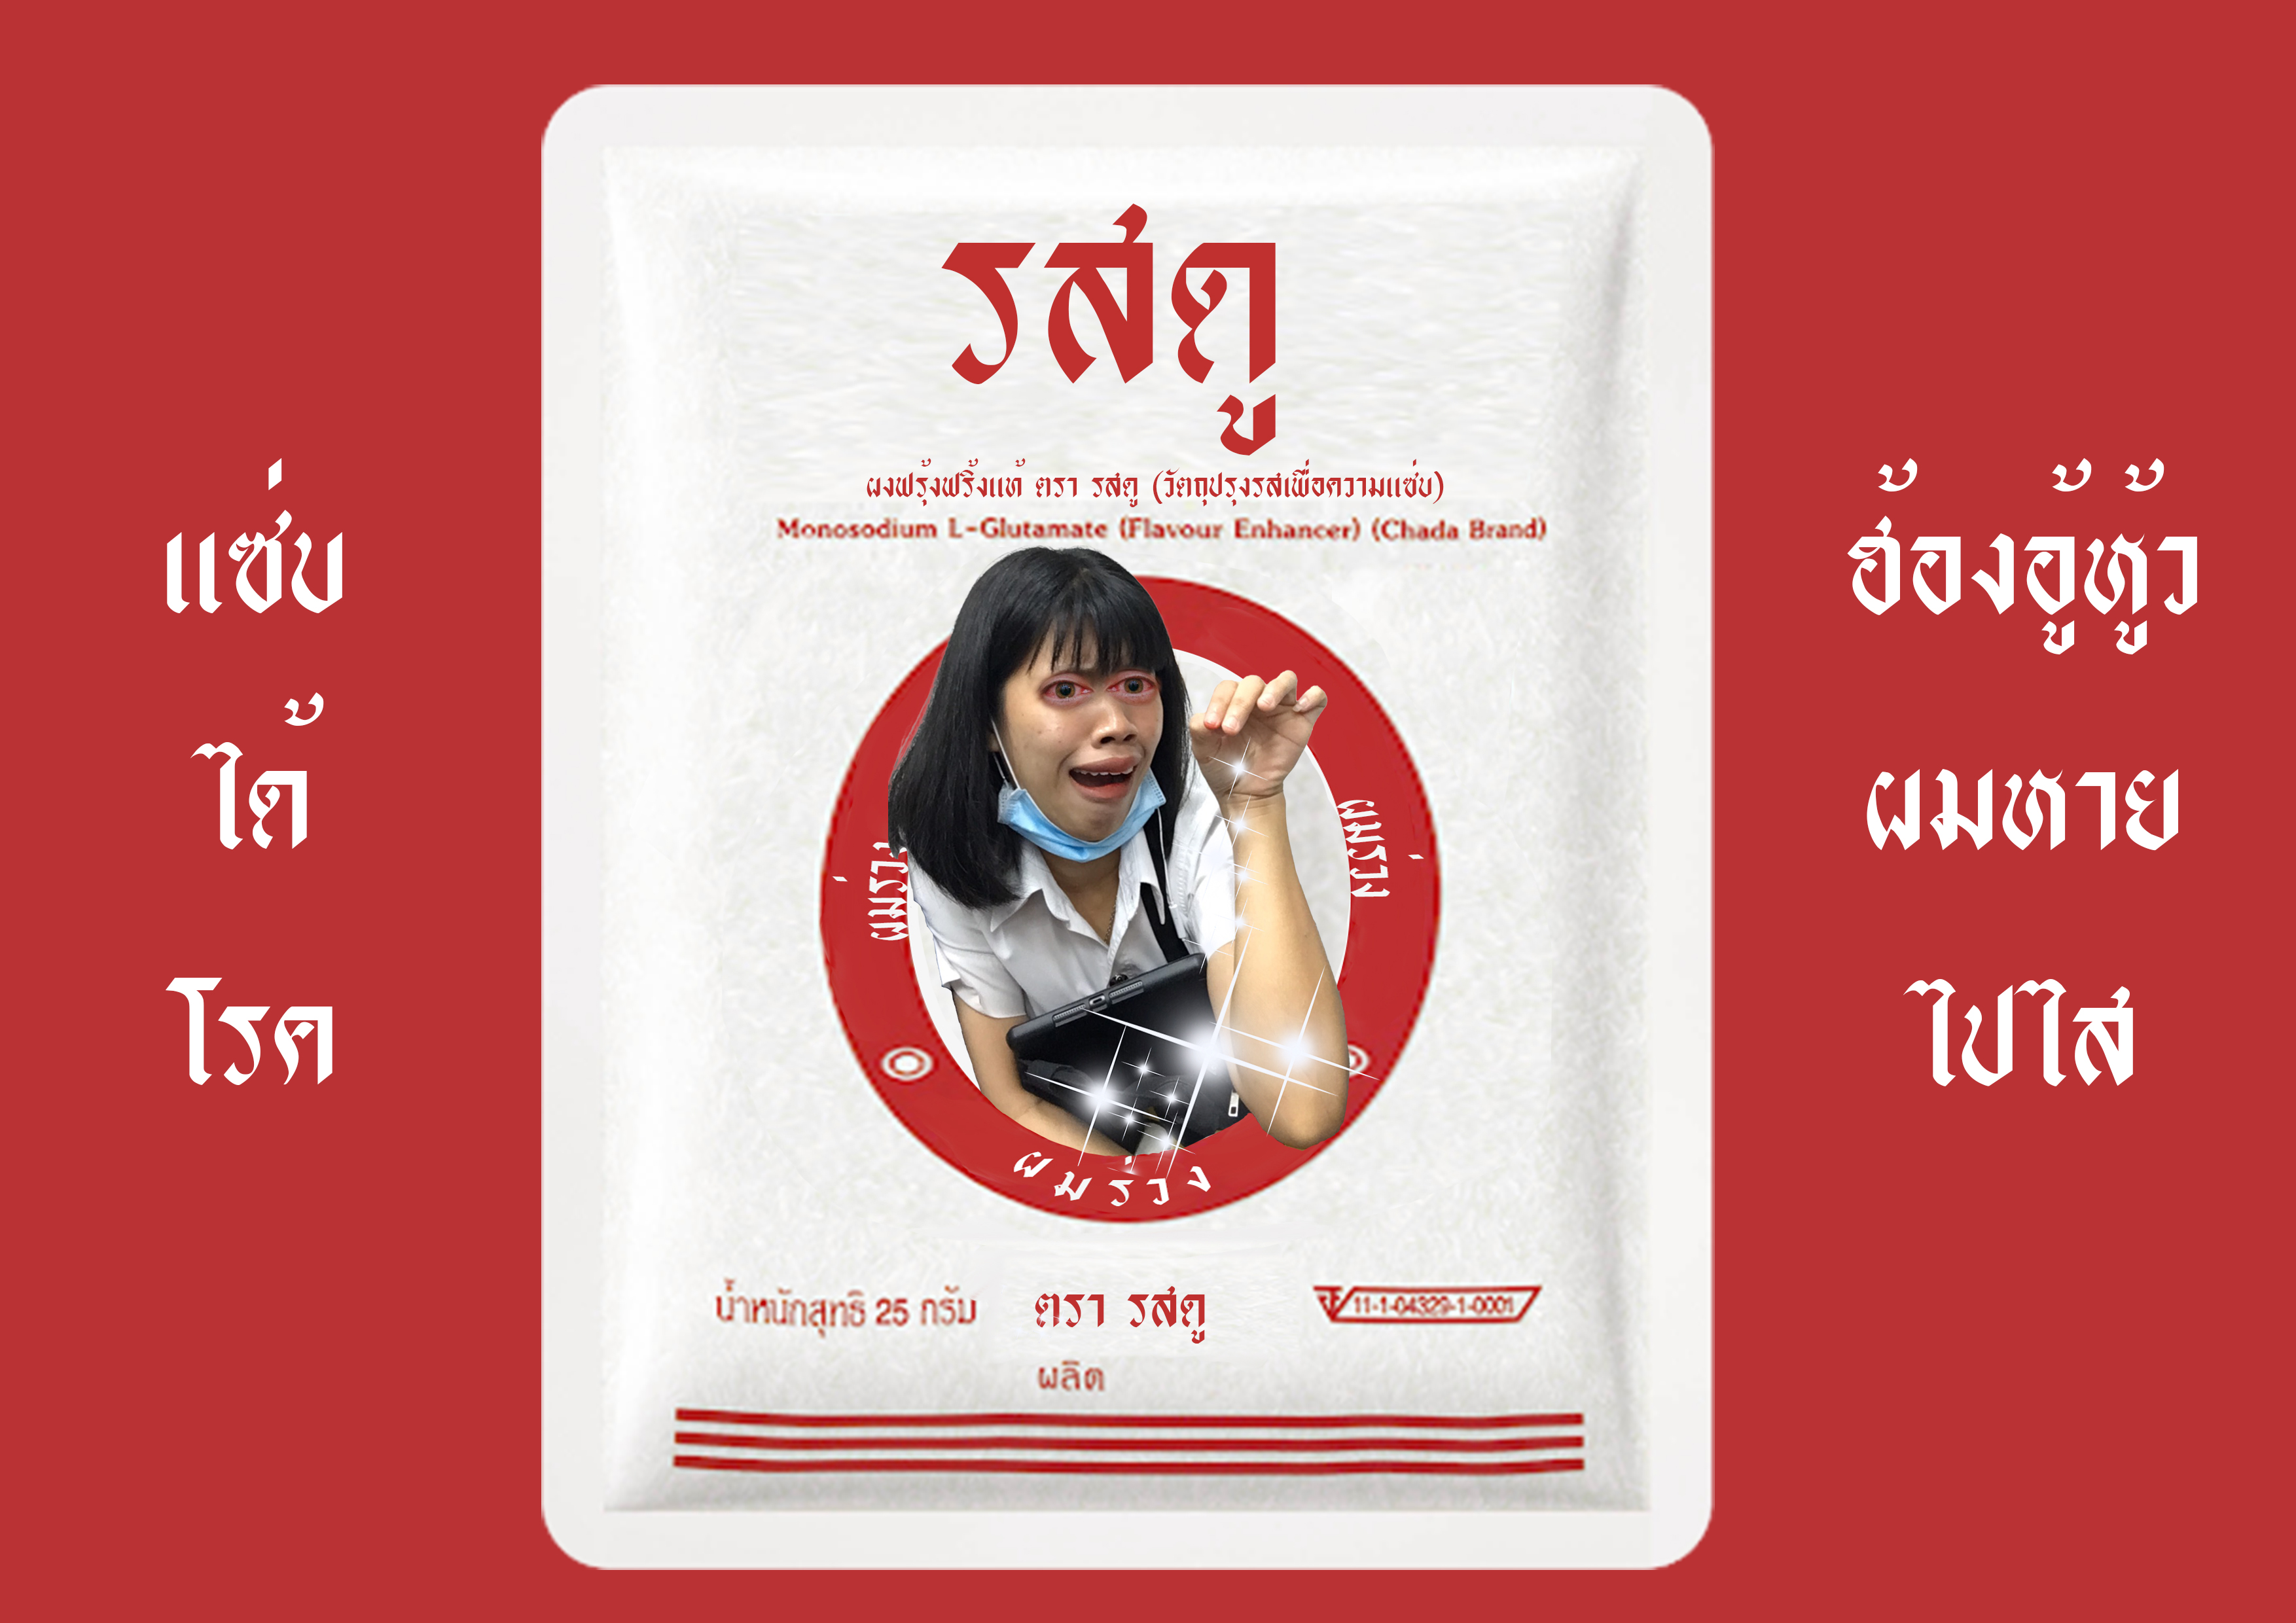 รสดู
ผงฟรุ้งฟริ้งแท้ ตรา รสดู (วัตถุปรุงรสเพื่อความแซ่บ)
Monosodium L-Glutamate (Flavour Enhancer) (Chada Brand)
แซ่บ
ได้
โรค
ผมร่วง
ผมร่วง
ผมร่วง
น้ำหนักสุทธิ 25 กรัม
ตรา รสดู
11-1-04329-1-0001
ผลิต
ฮ้องอู้หู้ว
ผมหาย
ไปไส